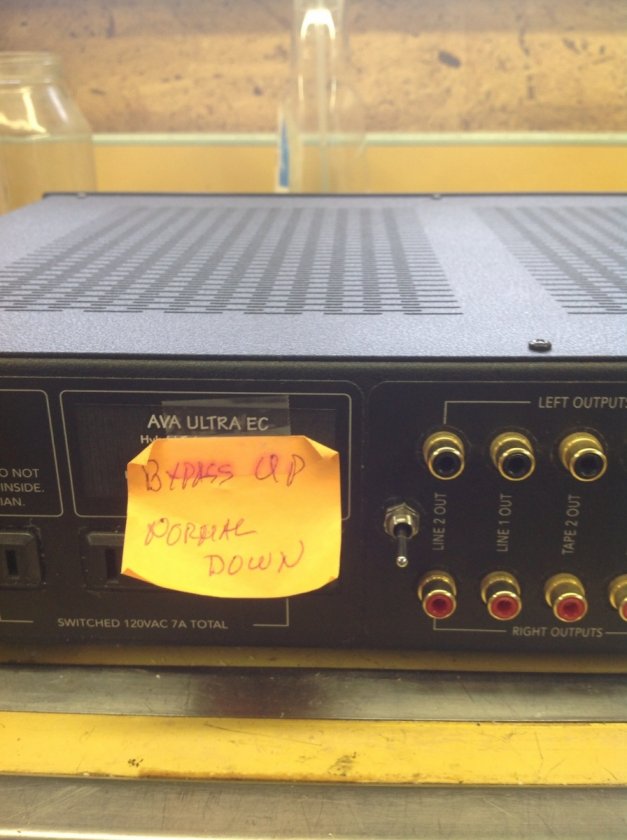 O NOT
INSIDE.
IAN.
AVA ULTRA EC
BYPASS UP
NORMAL
DOWN
SWITCHED 120VAC 7A TOTAL
LEFT OUTPUTS
LINE 2 OUT
LINE 1 OUT
TAPE 2 OUT
RIGHT OUTPUTS